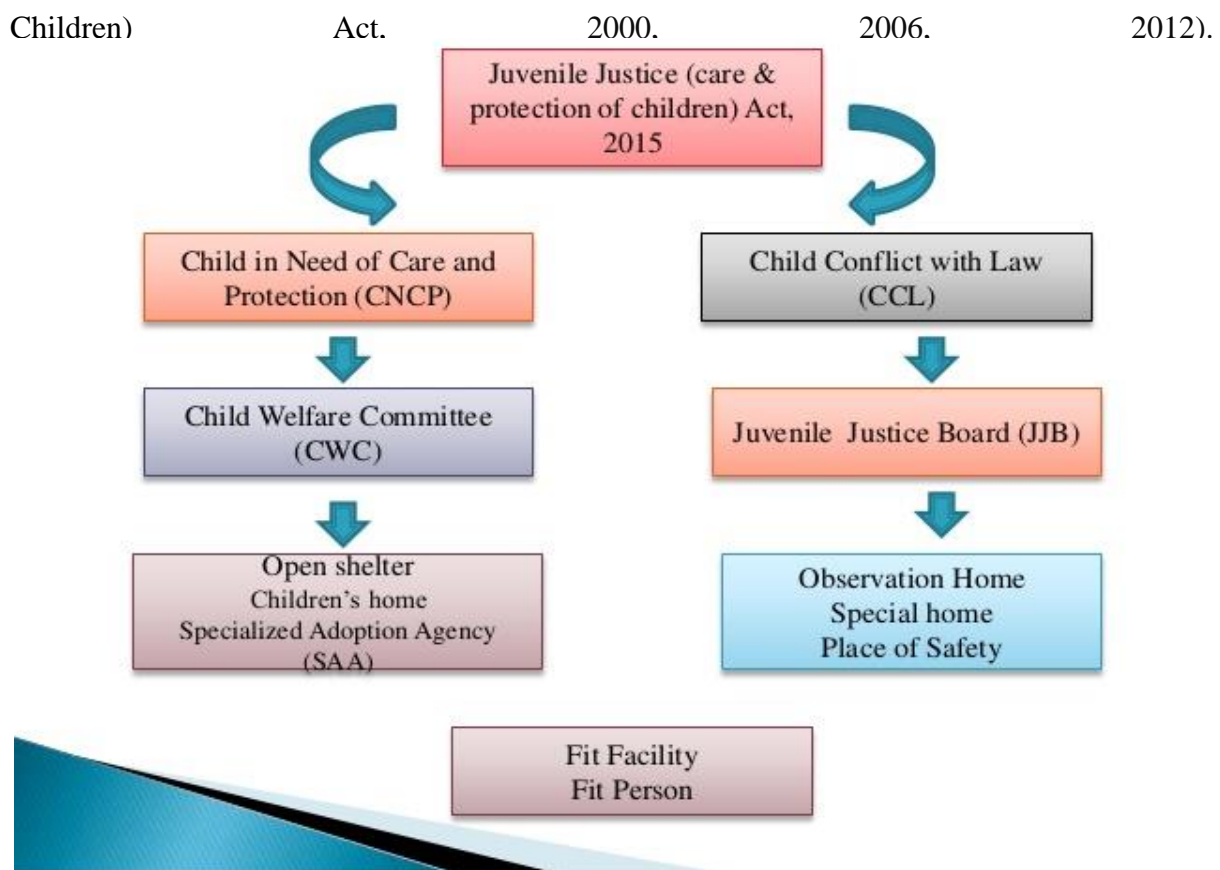 Children) Act, 2000, 2006, 2012).
Juvenile Justice (care &
protection of children) Act,
2015
Child in Need of Care and
Protection (CNCP)
Child Conflict with Law
(CCL)
Child Welfare Committee
(CWC)
Juvenile Justice Board (JJB)
Open shelter
Children's home
Specialized Adoption Agency
(SAA)
Observation Home
Special home
Place of Safety
Fit Facility
Fit Person